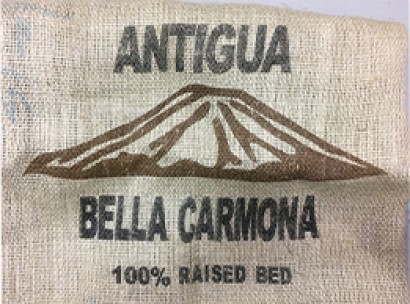 ANTIGUA
BELLA CARMONA
100% RAISED BED